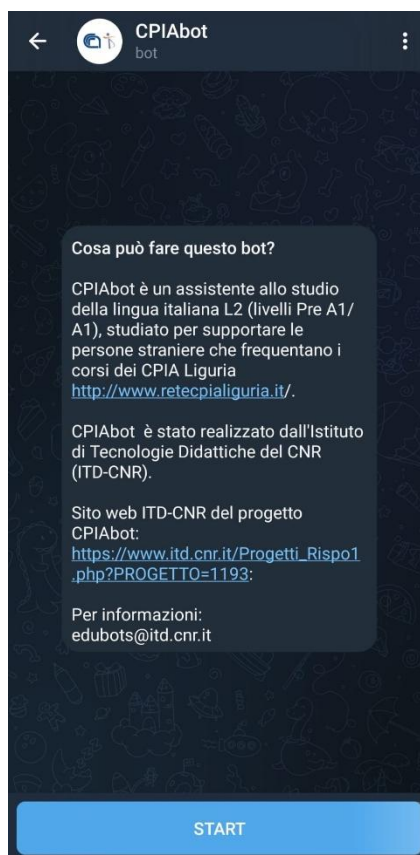 CPIAbot
bot
Cosa può fare questo bot?
CPIAbot è un assistente allo studio
della lingua italiana L2 (livelli Pre A1/
A1), studiato per supportare le
persone straniere che frequentano i
corsi dei CPIA Liguria
http://www.retecpialiguria.it/.
CPIAbot è stato realizzato dall'Istituto
di Tecnologie Didattiche del CNR
(ITD-CNR).
Sito web ITD-CNR del progetto
CPIAbot:
https://www.itd.cnr.it/Progetti_Rispo1
.php?PROGETTO=1193:
Per informazioni:
edubots@itd.cnr.it
START